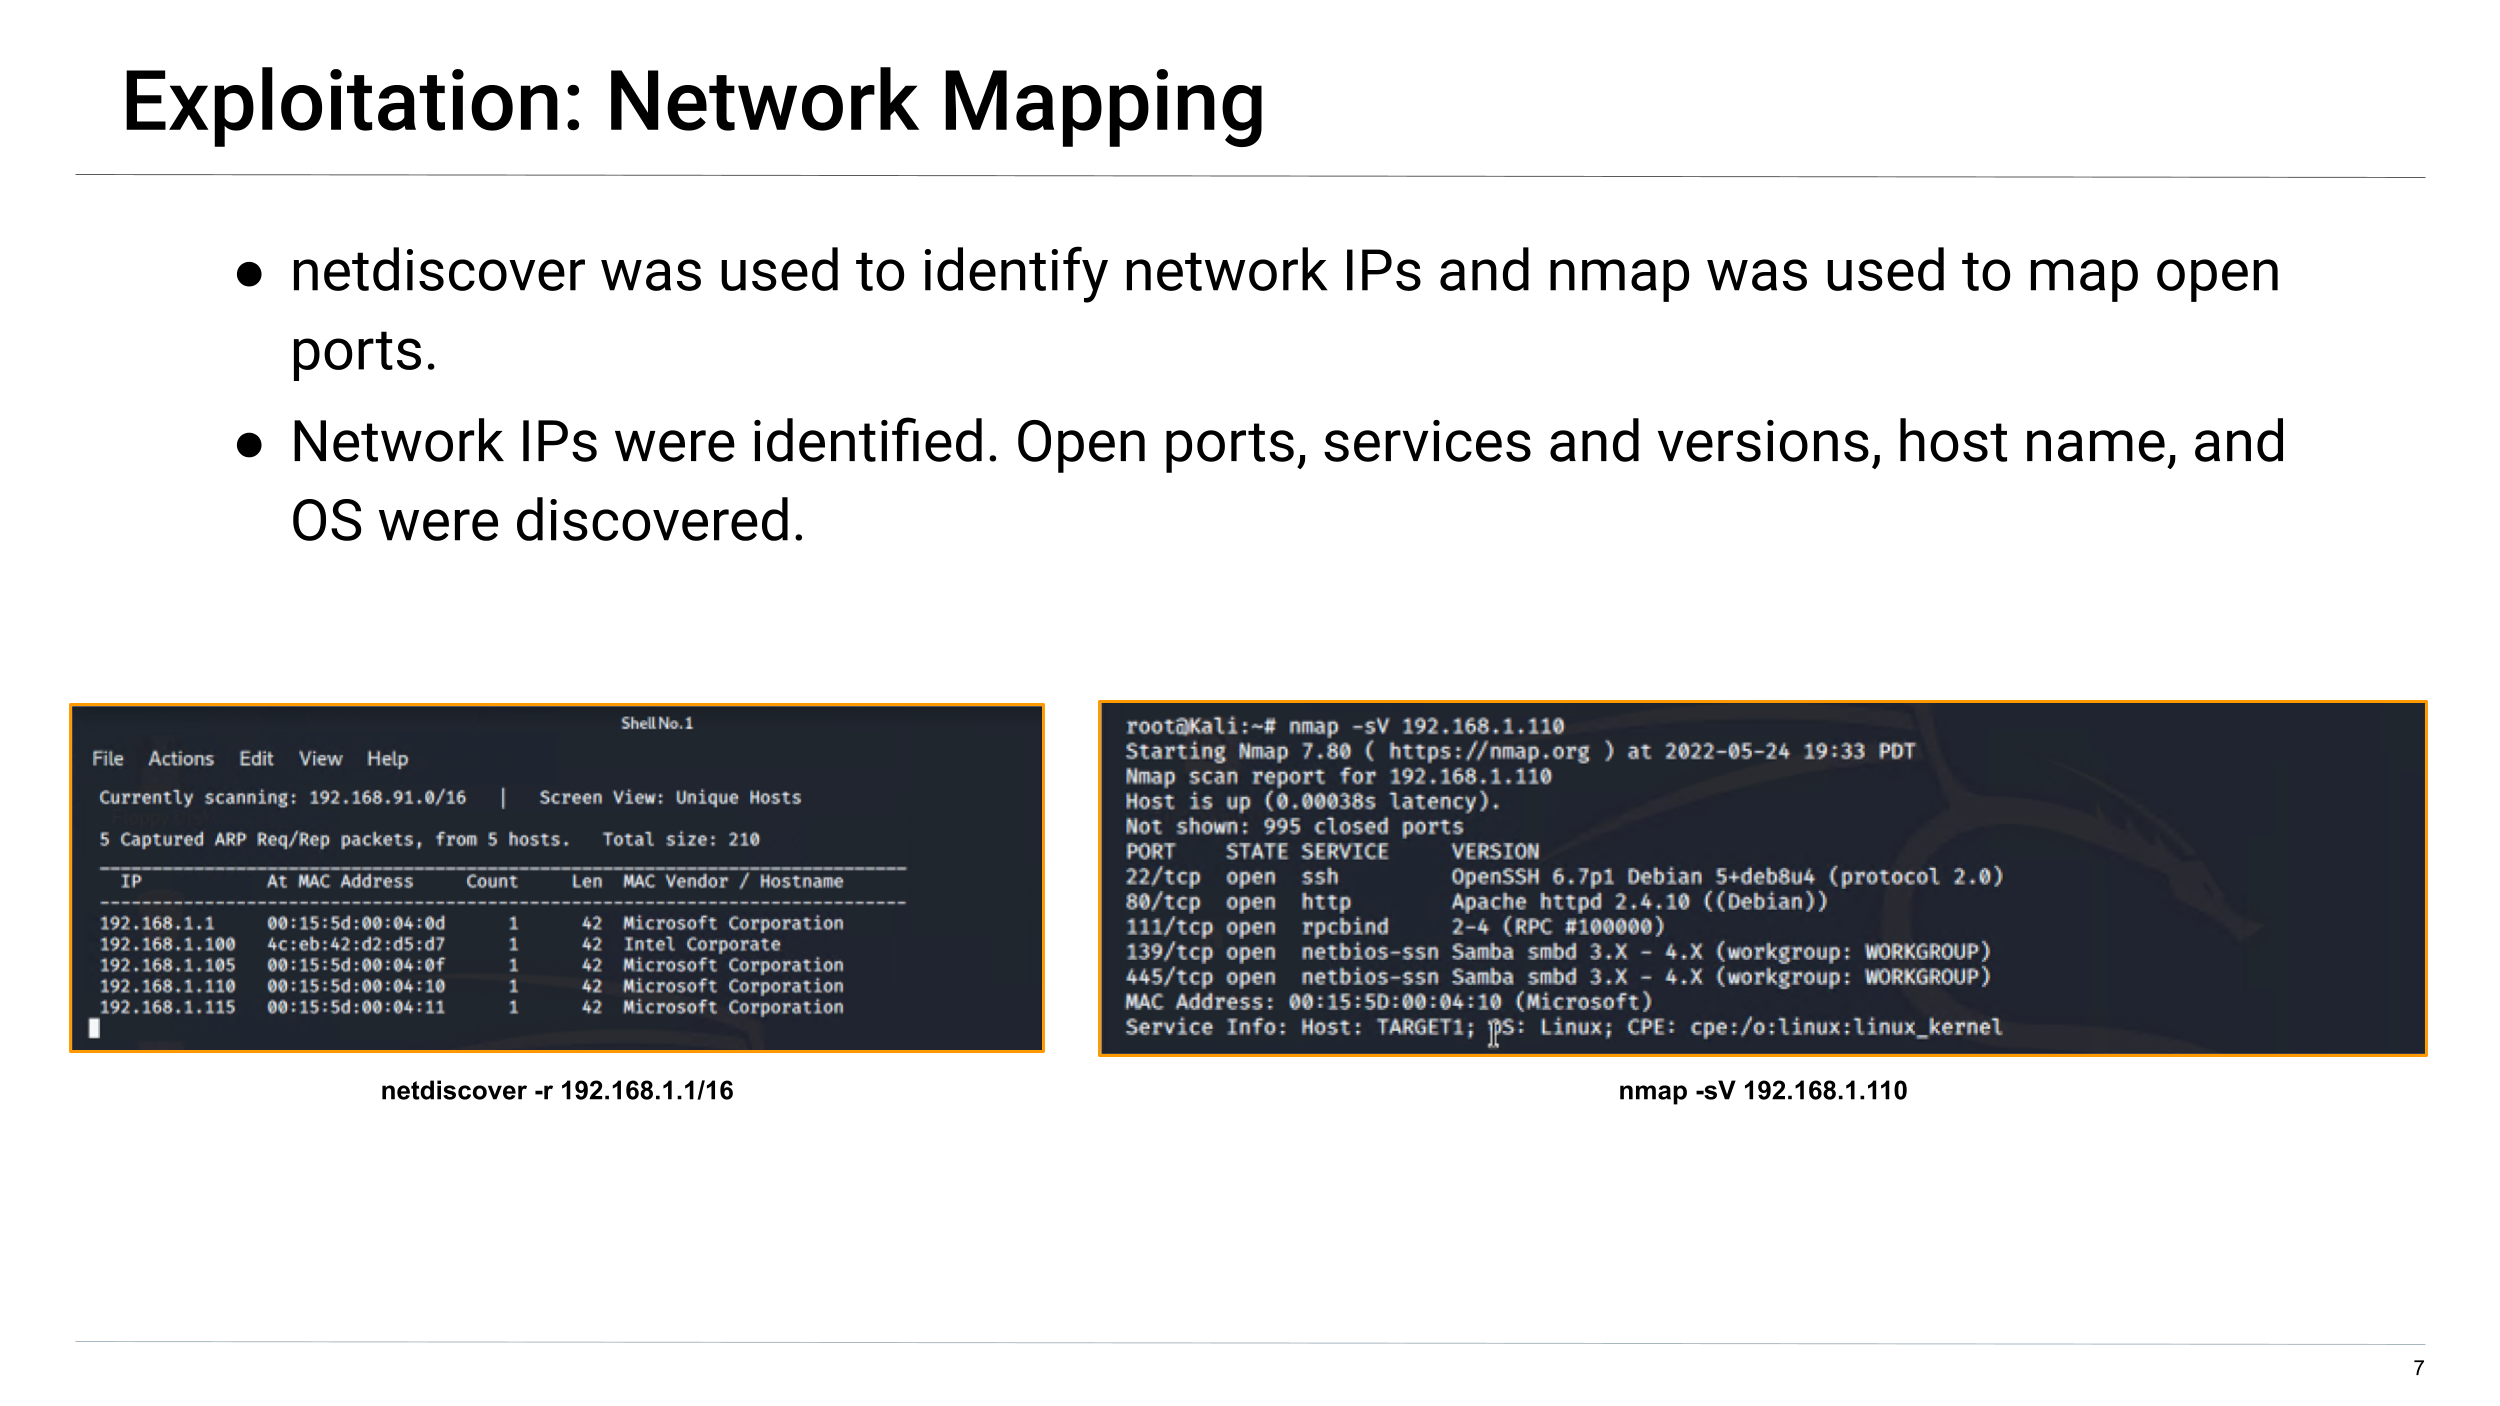 Exploitation: Network Mapping
● netdiscover was used to identify network IPs and nmap was used to map open
ports.
● Network IPs were identified. Open ports, services and versions, host name, and
OS were discovered.
Shell No.1
File Actions Edit View Help
Currently scanning: 192.168.91.0/16 | Screen View: Unique Hosts
5 Captured ARP Req/Rep packets, from 5 hosts. Total size: 210
IP At MAC Address Count Len MAC Vendor / Hostname
192.168.1.1 00:15:5d:00:04:0d 1 42 Microsoft Corporation
192.168.1.100 4c:eb:42:d2:d5:d7 1 42 Intel Corporate
192.168.1.105 00:15:5d:00:04:0f 1 42 Microsoft Corporation
192.168.1.110 00:15:5d:00:04:10 1 42 Microsoft Corporation
192.168.1.115 00:15:5d:00:04:11 1 42 Microsoft Corporation
netdiscover -r 192.168.1.1/16
root@Kali:~# nmap -sV 192.168.1.110
Starting Nmap 7.80 ( https://nmap.org ) at 2022-05-24 19:33 PDT
Nmap scan report for 192.168.1.110
Host is up (0.00038s latency).
Not shown: 995 closed ports
PORT STATE SERVICE VERSION
22/tcp open ssh OpenSSH 6.7p1 Debian 5+deb8u4 (protocol 2.0)
80/tcp open http Apache httpd 2.4.10 ((Debian))
111/tcp open rpcbind 2-4 (RPC #100000)
139/tcp open netbios-ssn Samba smbd 3.X - 4.X (workgroup: WORKGROUP)
445/tcp open netbios-ssn Samba smbd 3.X - 4.X (workgroup: WORKGROUP)
MAC Address: 00:15:5D:00:04:10 (Microsoft)
Service Info: Host: TARGET1; OS: Linux; CPE: cpe:/o:linux:linux_kernel
nmap -sV 192.168.1.110
7